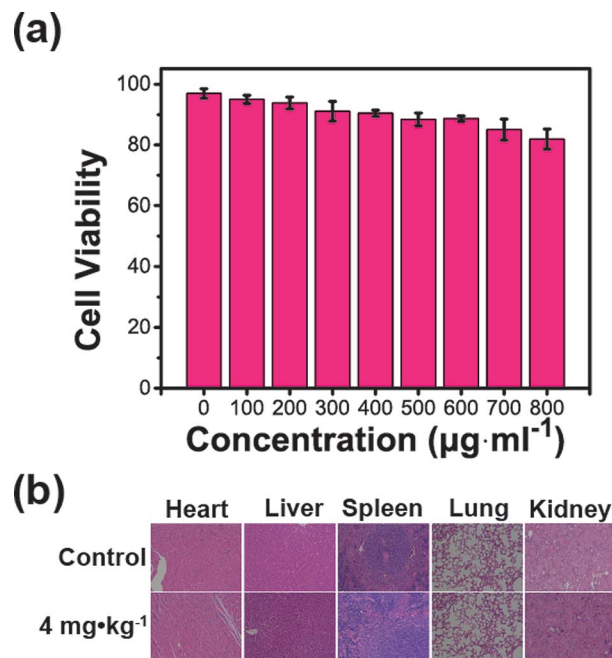 (a)
100
80
60
40
20
0
Cell Viability
0 100 200 300 400 500 600 700 800
Concentration (µg·ml⁻¹)
(b)
Heart Liver Spleen Lung Kidney
Control
4 mg•kg⁻¹